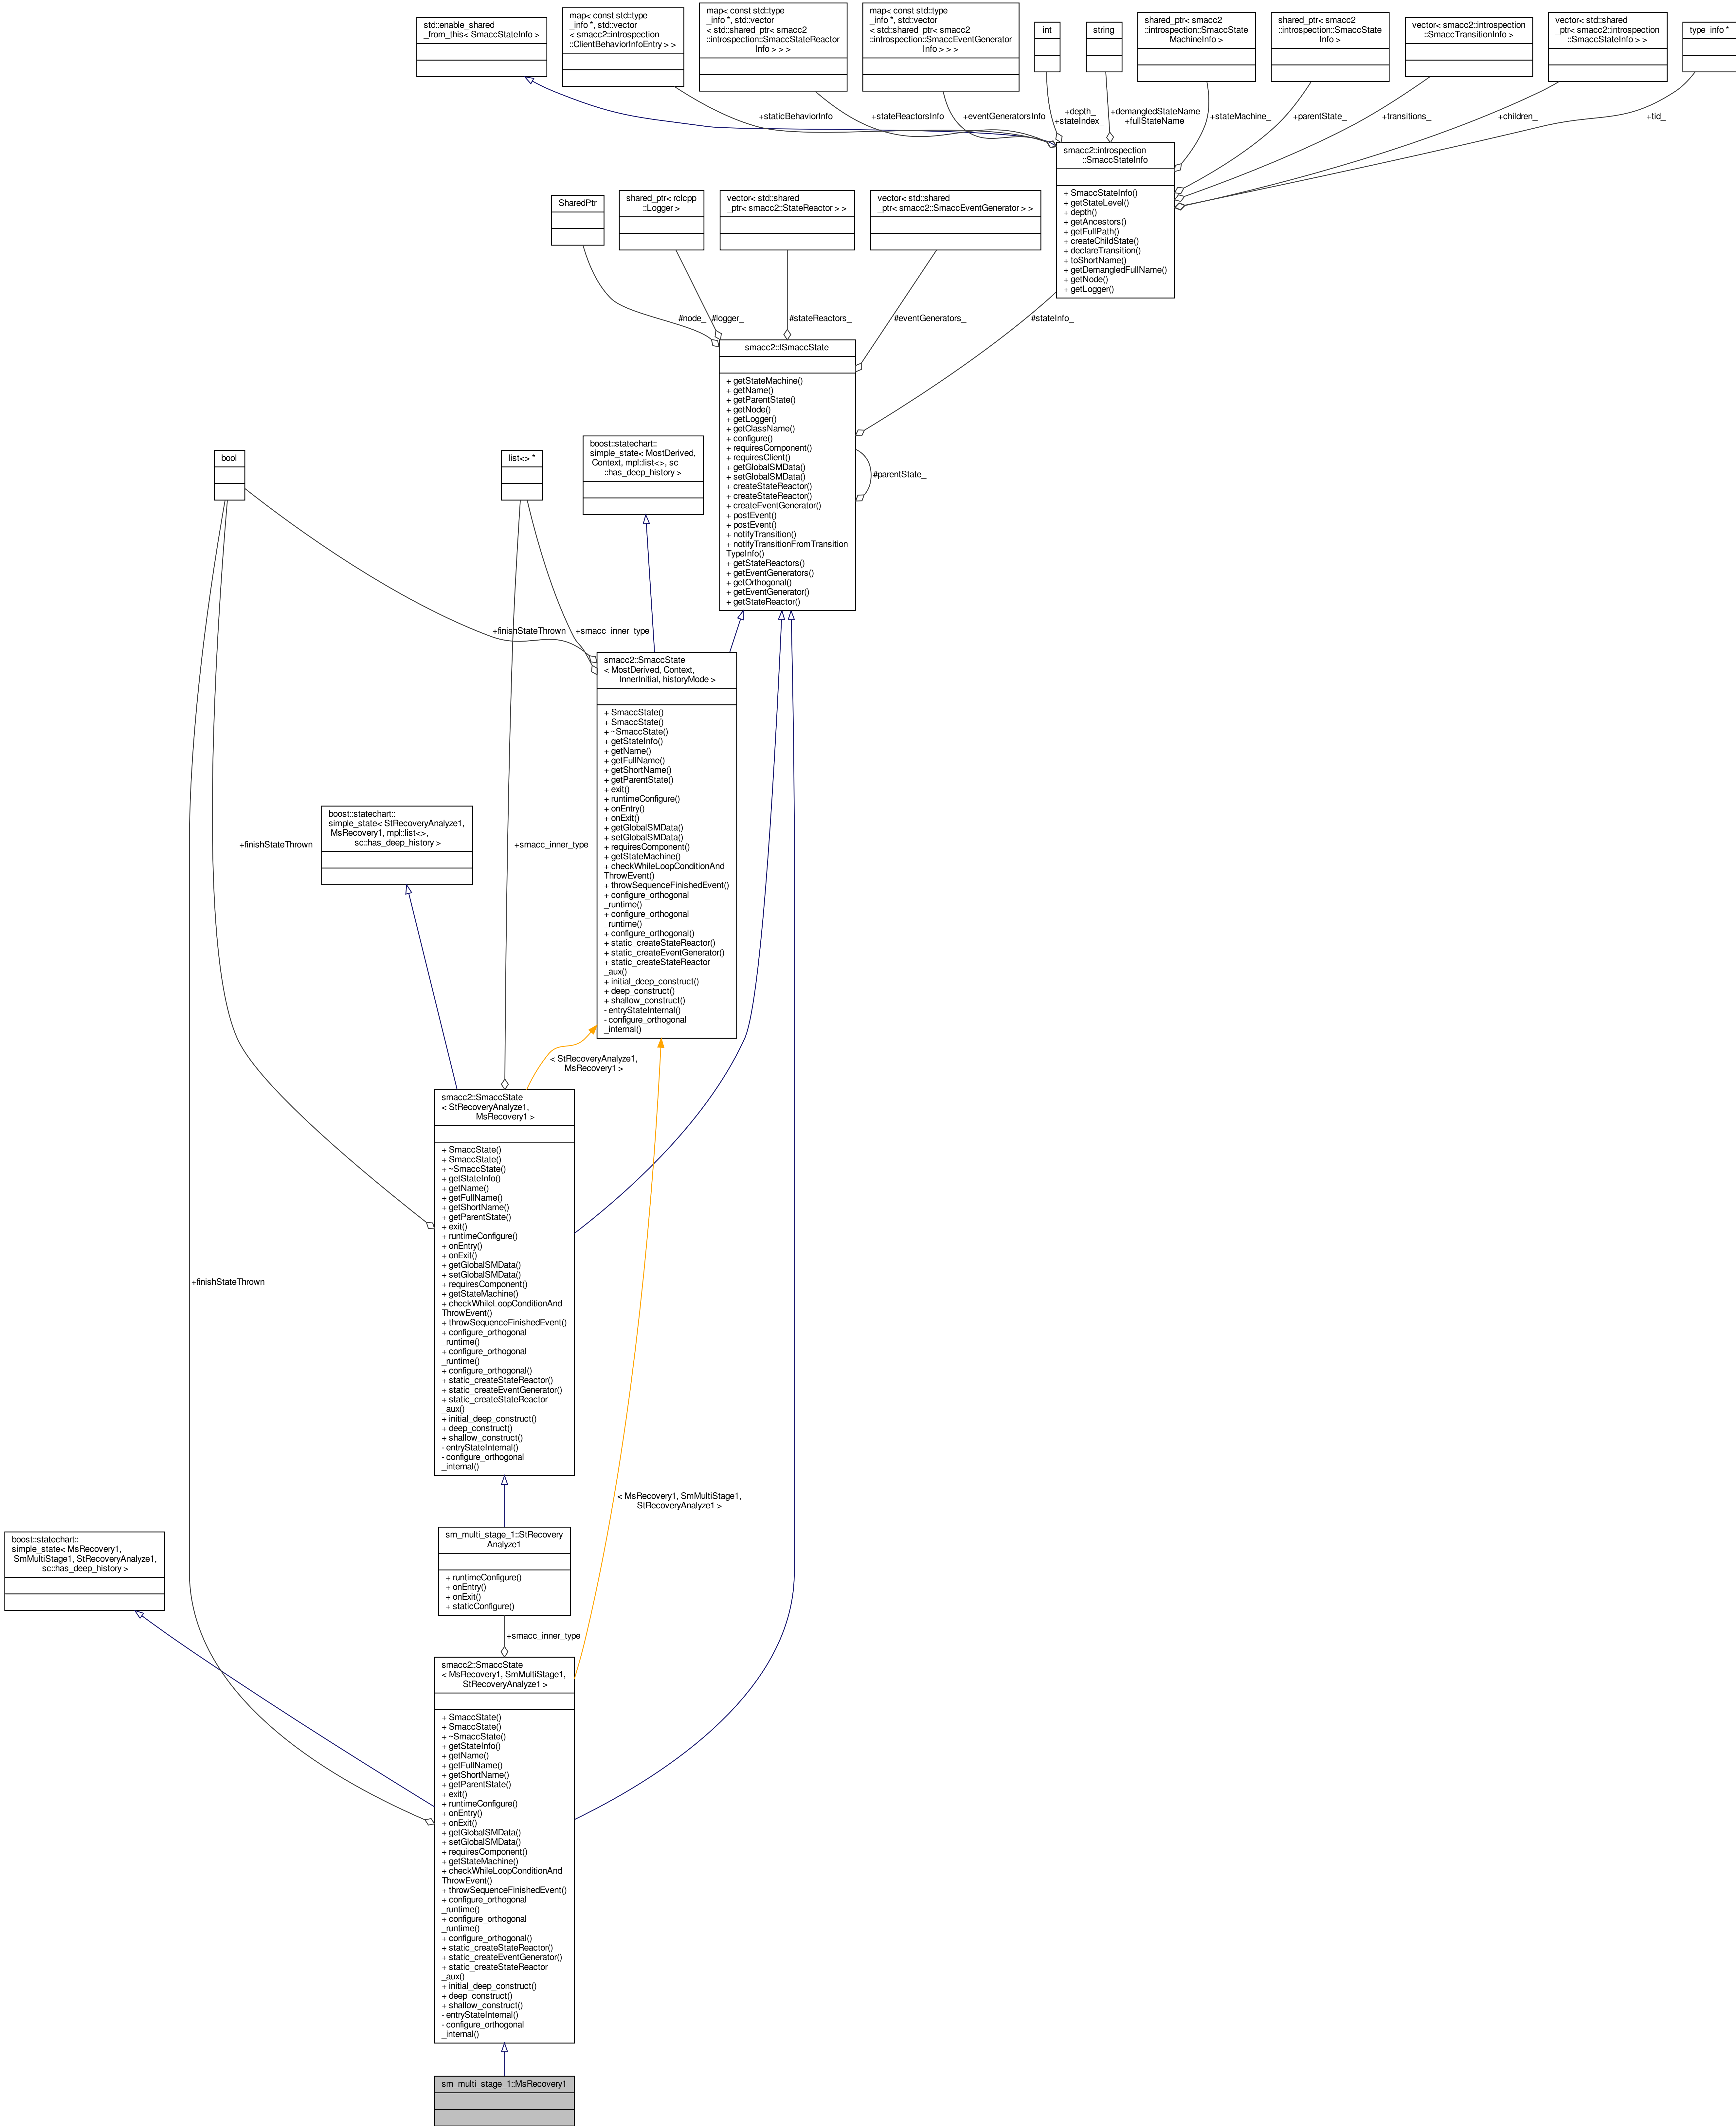 std::enable_shared
_from_this< SmaccStateInfo >
map< const std::type
_info *, std::vector
< smacc2::introspection
::ClientBehaviorInfoEntry > >
map< const std::type
_info *, std::vector
< std::shared_ptr< smacc2
::introspection::SmaccStateReactor
Info > > >
map< const std::type
_info *, std::vector
< std::shared_ptr< smacc2
::introspection::SmaccEventGenerator
Info > > >
int
string
shared_ptr< smacc2
::introspection::SmaccState
MachineInfo >
shared_ptr< smacc2
::introspection::SmaccState
Info >
vector< smacc2::introspection
::SmaccTransitionInfo >
vector< std::shared
_ptr< smacc2::introspection
::SmaccStateInfo > >
type_info *
+staticBehaviorInfo
+stateReactorsInfo
+eventGeneratorsInfo
+depth_
+stateIndex_
+demangledStateName
+fullStateName
+stateMachine_
+parentState_
+transitions_
+children_
+tid_
smacc2::introspection
::SmaccStateInfo
+ SmaccStateInfo()
+ getStateLevel()
+ depth()
+ getAncestors()
+ getFullPath()
+ createChildState()
+ declareTransition()
+ toShortName()
+ getDemangledFullName()
+ getNode()
+ getLogger()
SharedPtr
shared_ptr< rclcpp
::Logger >
vector< std::shared
_ptr< smacc2::StateReactor > >
vector< std::shared
_ptr< smacc2::SmaccEventGenerator > >
#node_
#logger_
#stateReactors_
#eventGenerators_
#stateInfo_
smacc2::ISmaccState
+ getStateMachine()
+ getName()
+ getParentState()
+ getNode()
+ getLogger()
+ getClassName()
+ configure()
+ requiresComponent()
+ requiresClient()
+ getGlobalSMData()
+ setGlobalSMData()
+ createStateReactor()
+ createStateReactor()
+ createEventGenerator()
+ postEvent()
+ postEvent()
+ notifyTransition()
+ notifyTransitionFromTransition
TypeInfo()
+ getStateReactors()
+ getEventGenerators()
+ getOrthogonal()
+ getEventGenerator()
+ getStateReactor()
#parentState_
bool
list<> *
boost::statechart::
simple_state< MostDerived,
Context, mpl::list<>, sc
::has_deep_history >
+finishStateThrown
+smacc_inner_type
smacc2::SmaccState
< MostDerived, Context,
InnerInitial, historyMode >
+ SmaccState()
+ SmaccState()
+ ~SmaccState()
+ getStateInfo()
+ getName()
+ getFullName()
+ getShortName()
+ getParentState()
+ exit()
+ runtimeConfigure()
+ onEntry()
+ onExit()
+ getGlobalSMData()
+ setGlobalSMData()
+ requiresComponent()
+ getStateMachine()
+ checkWhileLoopConditionAnd
ThrowEvent()
+ throwSequenceFinishedEvent()
+ configure_orthogonal
_runtime()
+ configure_orthogonal
_runtime()
+ configure_orthogonal()
+ static_createStateReactor()
+ static_createEventGenerator()
+ static_createStateReactor
_aux()
+ initial_deep_construct()
+ deep_construct()
+ shallow_construct()
- entryStateInternal()
- configure_orthogonal
_internal()
boost::statechart::
simple_state< StRecoveryAnalyze1,
MsRecovery1, mpl::list<>,
sc::has_deep_history >
+finishStateThrown
+smacc_inner_type
< StRecoveryAnalyze1,
MsRecovery1 >
smacc2::SmaccState
< StRecoveryAnalyze1,
MsRecovery1 >
+ SmaccState()
+ SmaccState()
+ ~SmaccState()
+ getStateInfo()
+ getName()
+ getFullName()
+ getShortName()
+ getParentState()
+ exit()
+ runtimeConfigure()
+ onEntry()
+ onExit()
+ getGlobalSMData()
+ setGlobalSMData()
+ requiresComponent()
+ getStateMachine()
+ checkWhileLoopConditionAnd
ThrowEvent()
+ throwSequenceFinishedEvent()
+ configure_orthogonal
_runtime()
+ configure_orthogonal
_runtime()
+ configure_orthogonal()
+ static_createStateReactor()
+ static_createEventGenerator()
+ static_createStateReactor
_aux()
+ initial_deep_construct()
+ deep_construct()
+ shallow_construct()
- entryStateInternal()
- configure_orthogonal
_internal()
+finishStateThrown
< MsRecovery1, SmMultiStage1,
StRecoveryAnalyze1 >
boost::statechart::
simple_state< MsRecovery1,
SmMultiStage1, StRecoveryAnalyze1,
sc::has_deep_history >
sm_multi_stage_1::StRecovery
Analyze1
+ runtimeConfigure()
+ onEntry()
+ onExit()
+ staticConfigure()
+smacc_inner_type
smacc2::SmaccState
< MsRecovery1, SmMultiStage1,
StRecoveryAnalyze1 >
+ SmaccState()
+ SmaccState()
+ ~SmaccState()
+ getStateInfo()
+ getName()
+ getFullName()
+ getShortName()
+ getParentState()
+ exit()
+ runtimeConfigure()
+ onEntry()
+ onExit()
+ getGlobalSMData()
+ setGlobalSMData()
+ requiresComponent()
+ getStateMachine()
+ checkWhileLoopConditionAnd
ThrowEvent()
+ throwSequenceFinishedEvent()
+ configure_orthogonal
_runtime()
+ configure_orthogonal
_runtime()
+ configure_orthogonal()
+ static_createStateReactor()
+ static_createEventGenerator()
+ static_createStateReactor
_aux()
+ initial_deep_construct()
+ deep_construct()
+ shallow_construct()
- entryStateInternal()
- configure_orthogonal
_internal()
sm_multi_stage_1::MsRecovery1